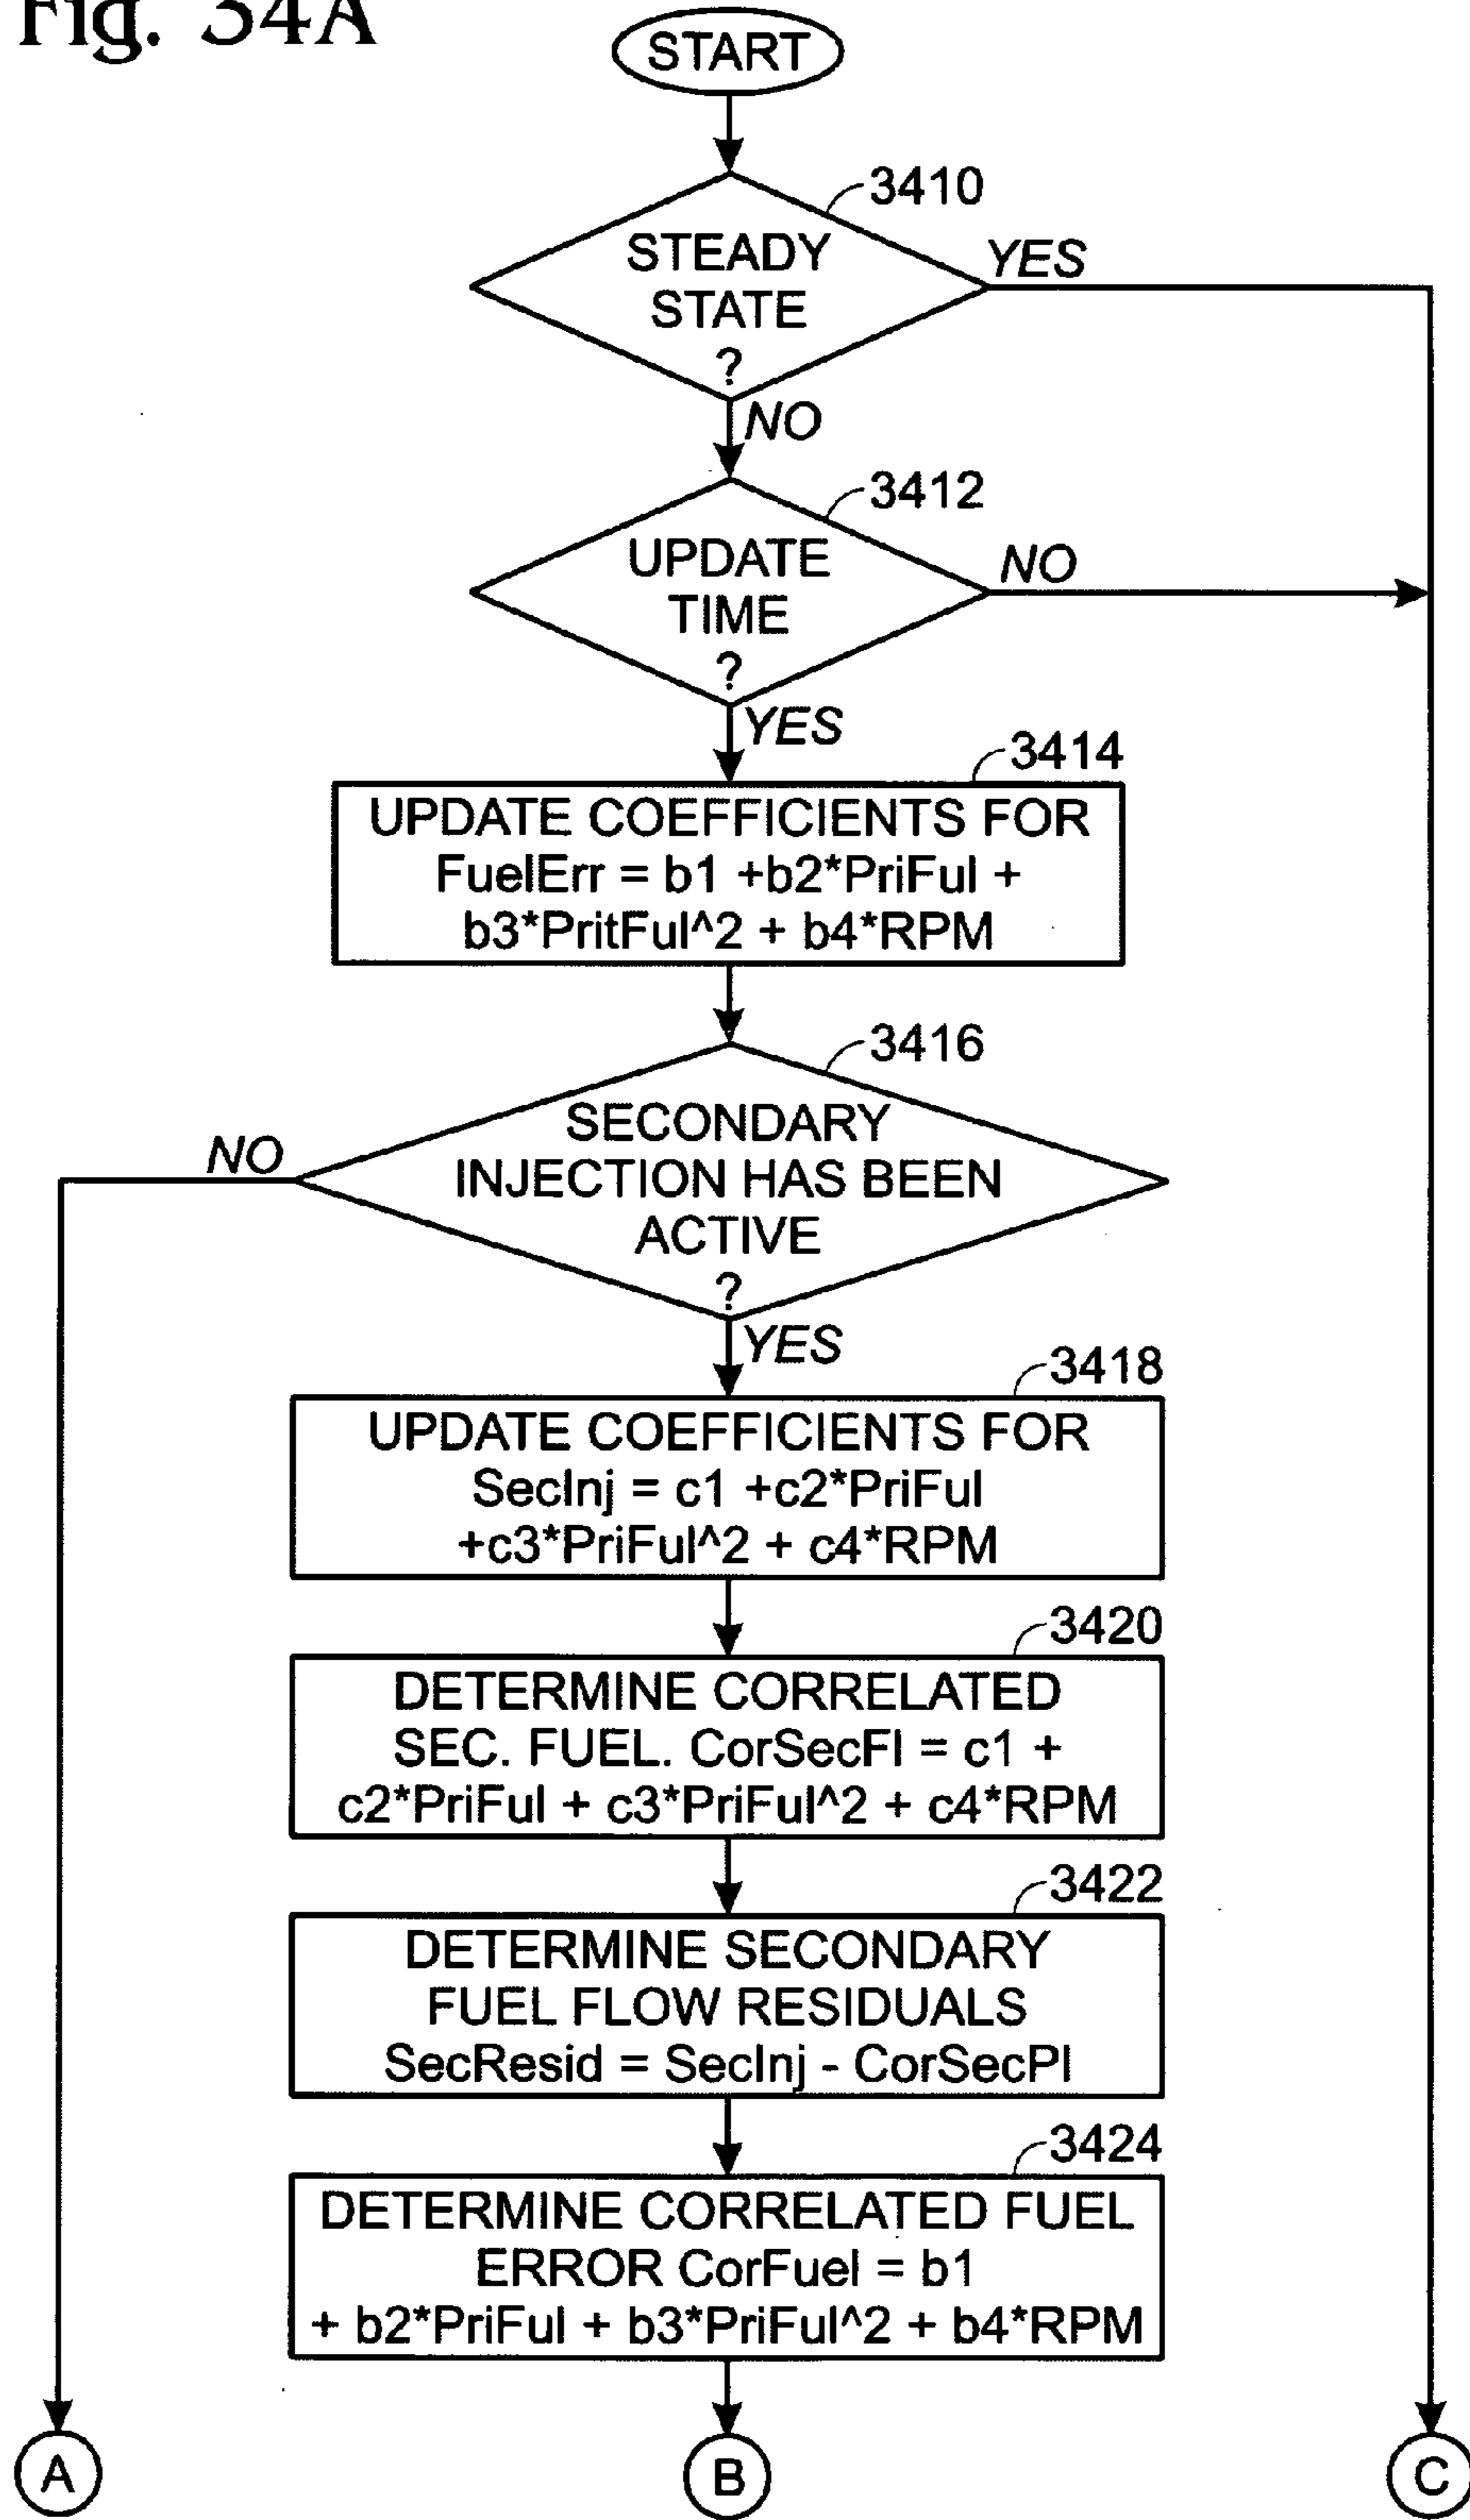 Fig. 34A
START
3410
STEADY
STATE
?
YES
NO
3412
UPDATE
TIME
?
NO
YES
3414
UPDATE COEFFICIENTS FOR
FuelErr = b1 +b2*PriFul +
b3*PritFul^2 + b4*RPM
3416
SECONDARY
INJECTION HAS BEEN
ACTIVE
?
NO
YES
3418
UPDATE COEFFICIENTS FOR
SecInj = c1 +c2*PriFul
+c3*PriFul^2 + c4*RPM
3420
DETERMINE CORRELATED
SEC. FUEL. CorSecFl = c1 +
c2*PriFul + c3*PriFul^2 + c4*RPM
3422
DETERMINE SECONDARY
FUEL FLOW RESIDUALS
SecResid = SecInj - CorSecPl
3424
DETERMINE CORRELATED FUEL
ERROR CorFuel = b1
+ b2*PriFul + b3*PriFul^2 + b4*RPM
A
B
C